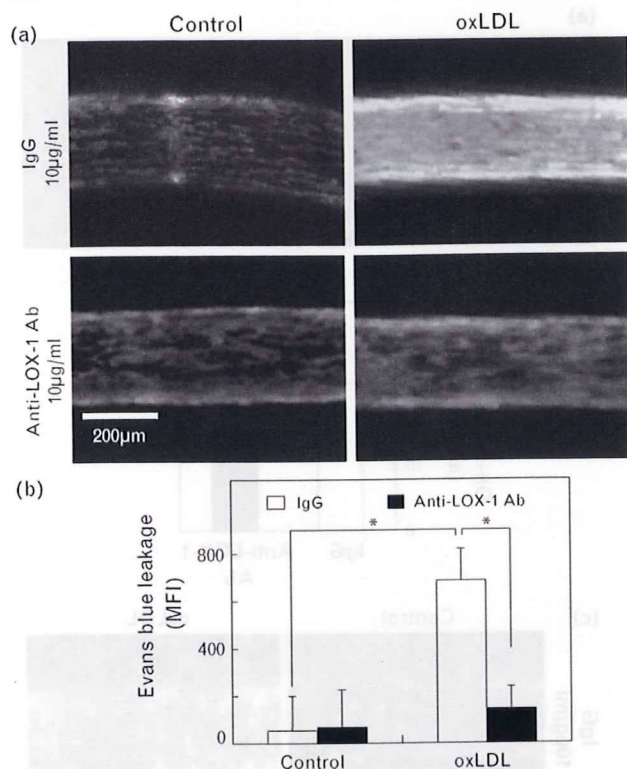 Control oxLDL
(a)
IgG
10μg/ml
Anti-LOX-1 Ab
10μg/ml
200μm
(b)
IgG Anti-LOX-1 Ab
* *
Evans blue leakage
(MFI)
800
400
0
Control oxLDL